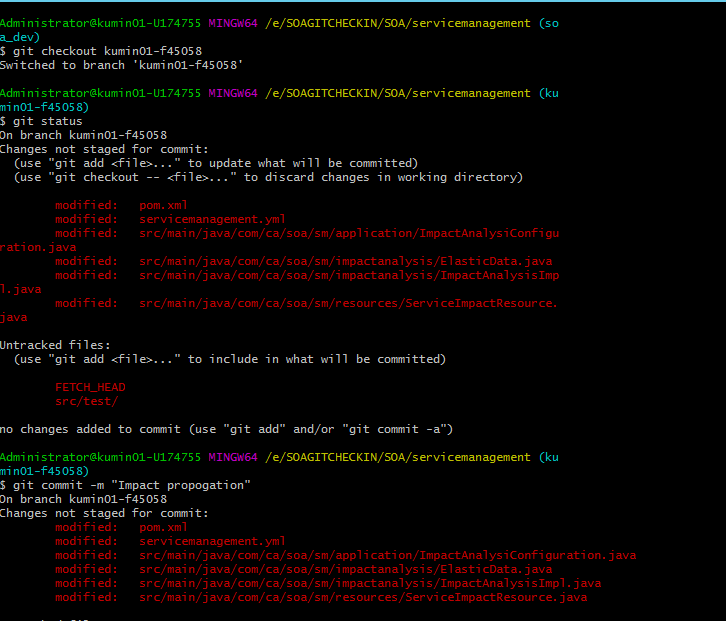 Administrator@kumin01-U174755 MINGW64 /e/SOAGITCHECKIN/SOA/servicemanagement (so
a_dev)
$ git checkout kumin01-f45058
Switched to branch 'kumin01-f45058'
Administrator@kumin01-U174755 MINGW64 /e/SOAGITCHECKIN/SOA/servicemanagement (ku
min01-f45058)
$ git status
On branch kumin01-f45058
Changes not staged for commit:
  (use "git add <file>..." to update what will be committed)
  (use "git checkout -- <file>..." to discard changes in working directory)
        modified:   pom.xml
        modified:   servicemanagement.yml
        modified:   src/main/java/com/ca/soa/sm/application/ImpactAnalysiConfigu
ration.java
        modified:   src/main/java/com/ca/soa/sm/impactanalysis/ElasticData.java
        modified:   src/main/java/com/ca/soa/sm/impactanalysis/ImpactAnalysisImp
l.java
        modified:   src/main/java/com/ca/soa/sm/resources/ServiceImpactResource.
java
Untracked files:
  (use "git add <file>..." to include in what will be committed)
        FETCH_HEAD
        src/test/
no changes added to commit (use "git add" and/or "git commit -a")
Administrator@kumin01-U174755 MINGW64 /e/SOAGITCHECKIN/SOA/servicemanagement (ku
min01-f45058)
$ git commit -m "Impact propogation"
On branch kumin01-f45058
Changes not staged for commit:
        modified:   pom.xml
        modified:   servicemanagement.yml
        modified:   src/main/java/com/ca/soa/sm/application/ImpactAnalysiConfiguration.java
        modified:   src/main/java/com/ca/soa/sm/impactanalysis/ElasticData.java
        modified:   src/main/java/com/ca/soa/sm/impactanalysis/ImpactAnalysisImpl.java
        modified:   src/main/java/com/ca/soa/sm/resources/ServiceImpactResource.java